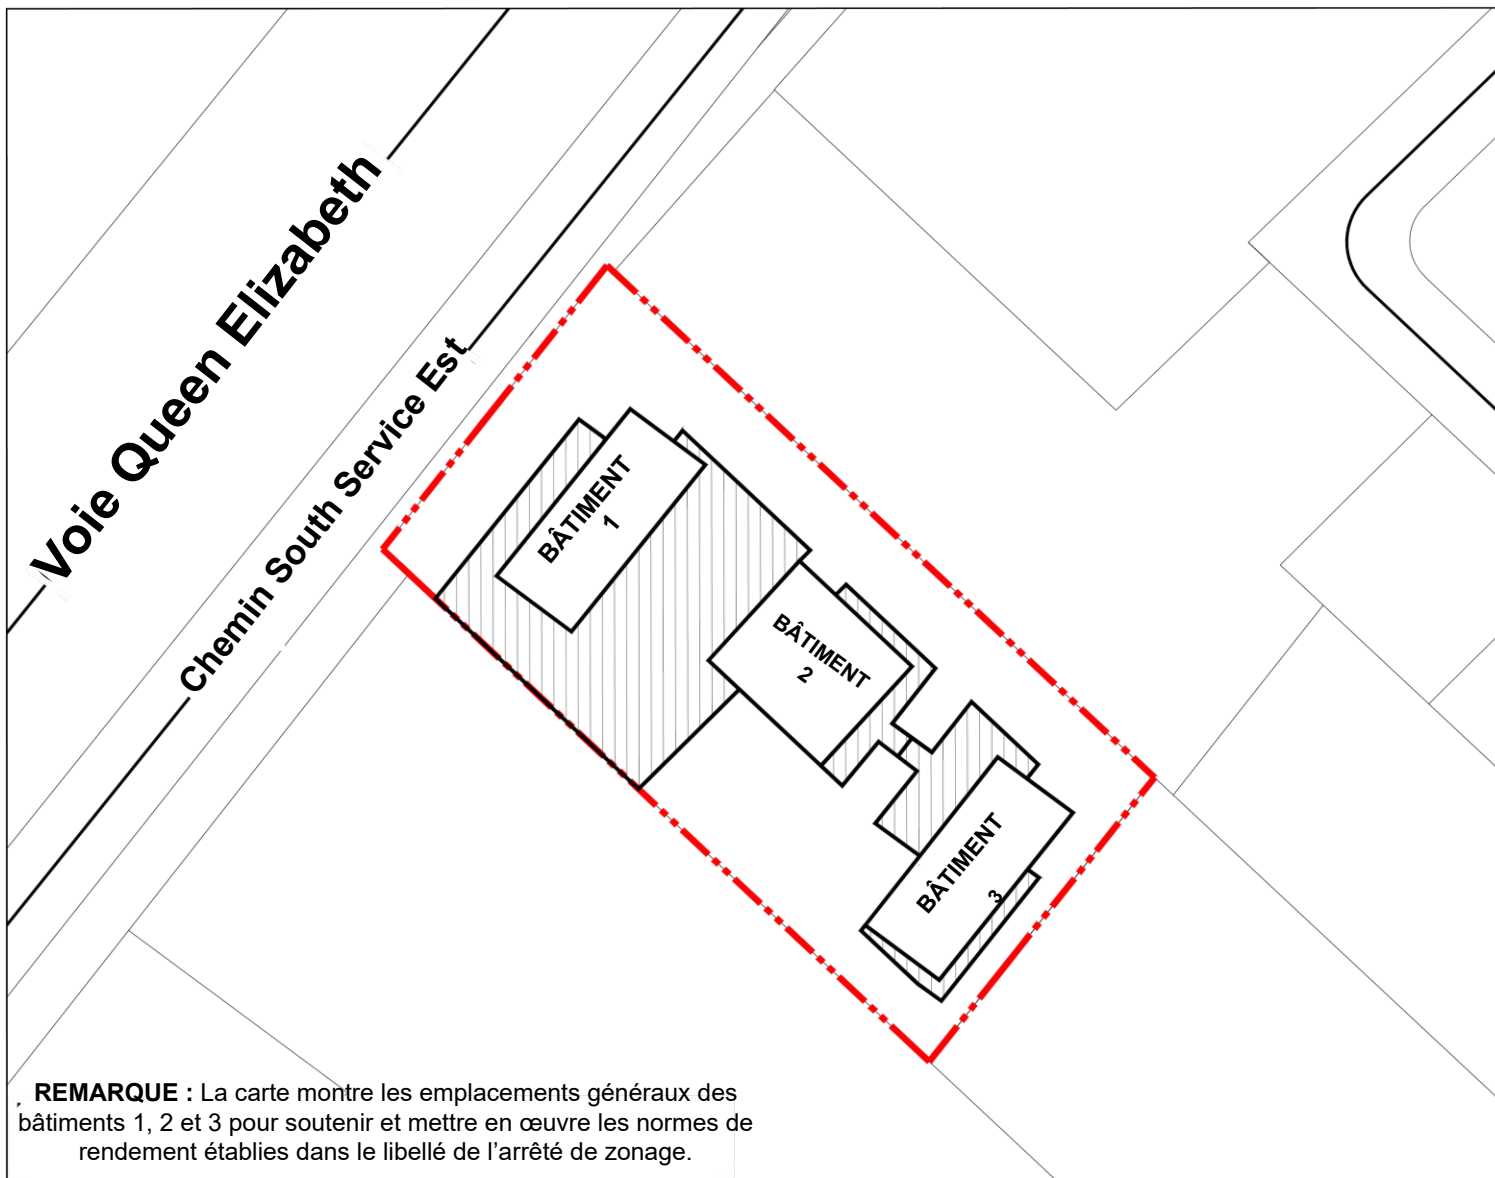 Voie Queen Elizabeth
Chemin South Service Est
BÂTIMENT
1
BÂTIMENT
2
BÂTIMENT
3
REMARQUE : La carte montre les emplacements généraux des
bâtiments 1, 2 et 3 pour soutenir et mettre en œuvre les normes de
rendement établies dans le libellé de l’arrêté de zonage.